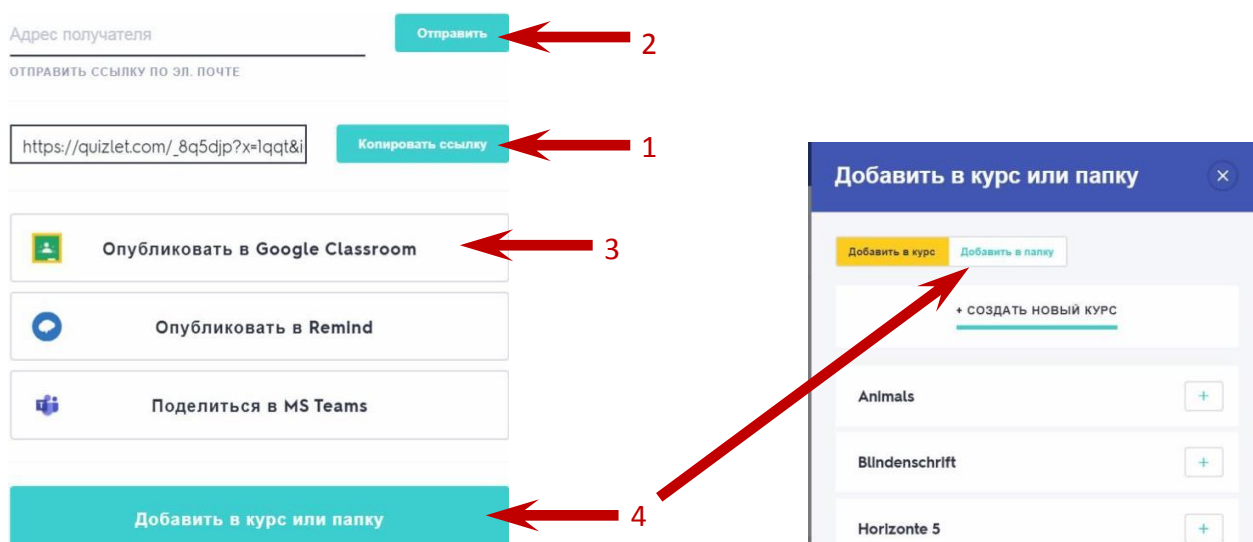 Адрес получателя
Отправить
2
ОТПРАВИТЬ ССЫЛКУ ПО ЭЛ. ПОЧТЕ
https://quizlet.com/_8q5djp?x=1qqt&i
Копировать ссылку
1
Опубликовать в Google Classroom
3
Опубликовать в Remind
Поделиться в MS Teams
Добавить в курс или папку
4
Добавить в курс или папку
Добавить в курс
Добавить в папку
+ СОЗДАТЬ НОВЫЙ КУРС
Animals
+
Blindenschrift
+
Horizonte 5
+